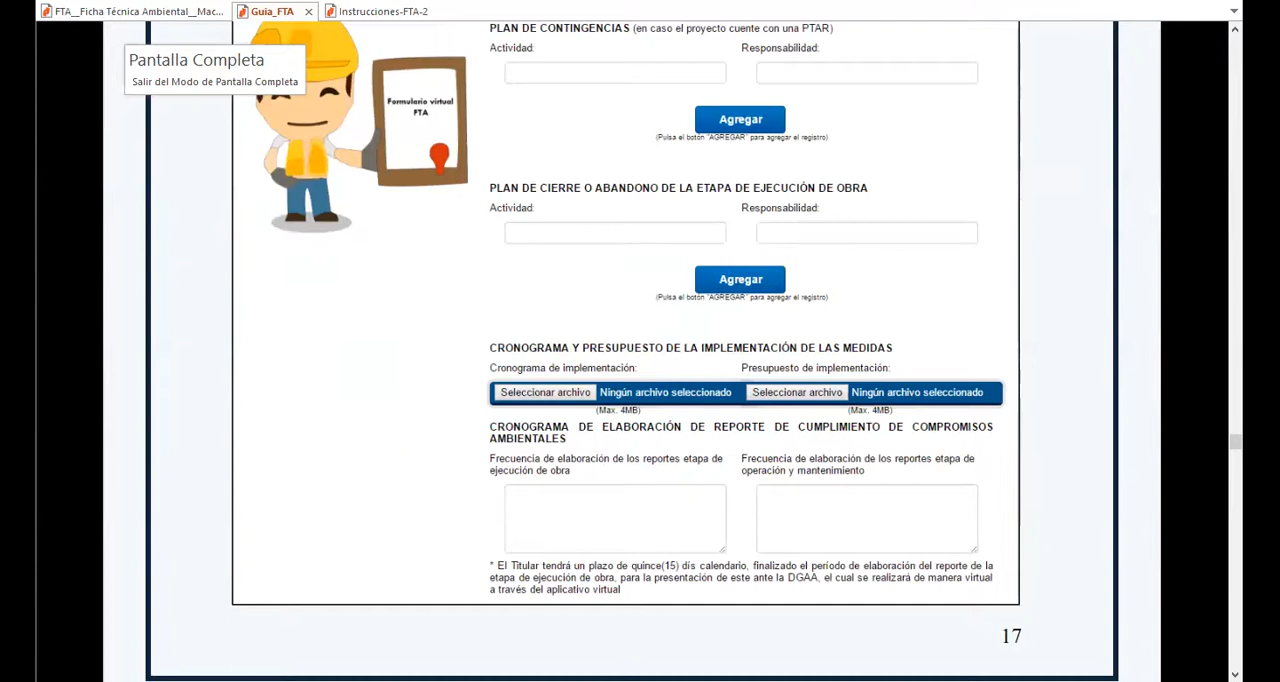 FTA__Ficha Técnica Ambiental__Mac...
Guia_FTA
Instrucciones-FTA-2
Pantalla Completa
Salir del Modo de Pantalla Completa
Formulario virtual
FTA
PLAN DE CONTINGENCIAS (en caso el proyecto cuente con una PTAR)
Actividad: Responsabilidad:
Agregar
(Pulsa el botón "AGREGAR" para agregar el registro)
PLAN DE CIERRE O ABANDONO DE LA ETAPA DE EJECUCIÓN DE OBRA
Actividad: Responsabilidad:
Agregar
(Pulsa el botón "AGREGAR" para agregar el registro)
CRONOGRAMA Y PRESUPUESTO DE LA IMPLEMENTACIÓN DE LAS MEDIDAS
Cronograma de implementación: Presupuesto de implementación:
Seleccionar archivo Ningún archivo seleccionado Seleccionar archivo Ningún archivo seleccionado
(Max. 4MB) (Max. 4MB)
CRONOGRAMA DE ELABORACIÓN DE REPORTE DE CUMPLIMIENTO DE COMPROMISOS
AMBIENTALES
Frecuencia de elaboración de los reportes etapa de
ejecución de obra
Frecuencia de elaboración de los reportes etapa de
operación y mantenimiento
* El Titular tendrá un plazo de quince(15) dís calendario, finalizado el período de elaboración del reporte de la
etapa de ejecución de obra, para la presentación de este ante la DGAA, el cual se realizará de manera virtual
a través del aplicativo virtual
17